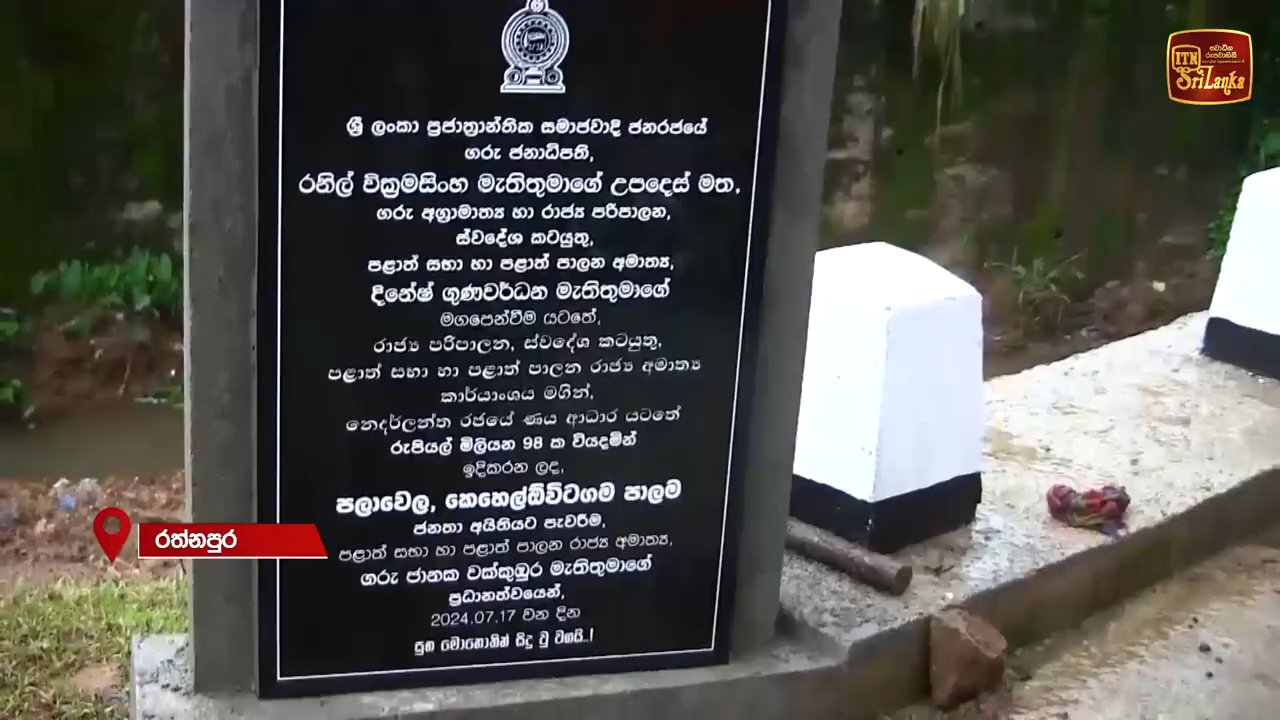 ශ්‍රී ලංකා ප්‍රජාත්‍රාන්තික සමාජවාදී ජනරජයේ
ගරු ජනාධිපති,
රනිල් වික්‍රමසිංහ මැතිතුමාගේ උපදෙස් මත,
ගරු අග්‍රාමාත්‍ය හා රාජ්‍ය පරිපාලන,
ස්වදේශ කටයුතු,
පළාත් සභා හා පළාත් පාලන අමාත්‍ය,
දිනේෂ් ගුණවර්ධන මැතිතුමාගේ
මගපෙන්වීම යටතේ,
රාජ්‍ය පරිපාලන, ස්වදේශ කටයුතු,
පළාත් සභා හා පළාත් පාලන රාජ්‍ය අමාත්‍ය
කාර්යාංශය මගින්,
නෙදර්ලන්ත රජයේ ණය ආධාර යටතේ
රුපියල් මිලියන 98 ක වියදමින්
ඉදිකරන ලද,
පලාවෙල, කෙහෙල්ඕවිටගම පාලම
ජනතා අයිතියට පැවරීම,
පළාත් සභා හා පළාත් පාලන රාජ්‍ය අමාත්‍ය,
ගරු ජානක වක්කුඹුර මැතිතුමාගේ
ප්‍රධානත්වයෙන්,
2024.07.17 වන දින
සුභ මොහොතින් සිදු වූ වගයි..!
රත්නපුර
ITN
ස්වාධීන
රූපවාහිනී
Sri Lanka